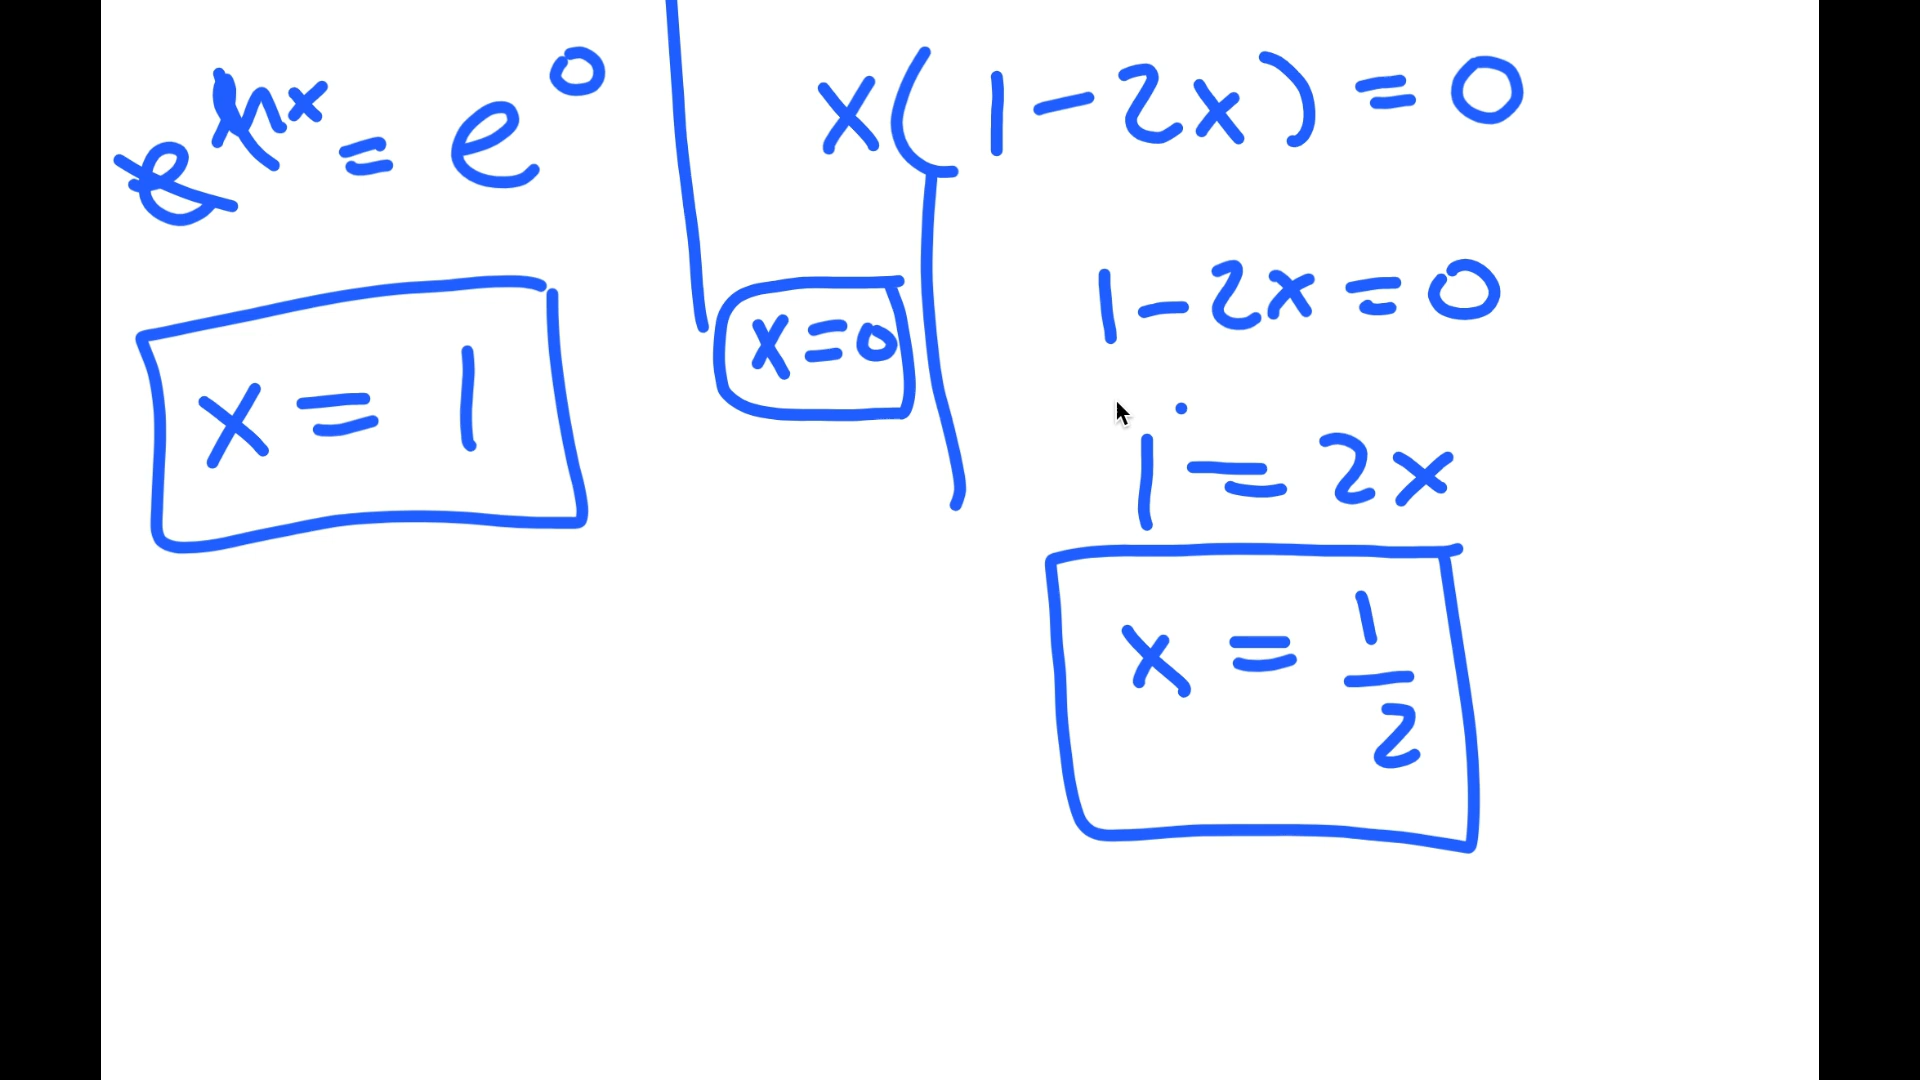 e^ln x = e^0
x = 1
x(1 - 2x) = 0
x = 0
1 - 2x = 0
1 = 2x
x = 1/2